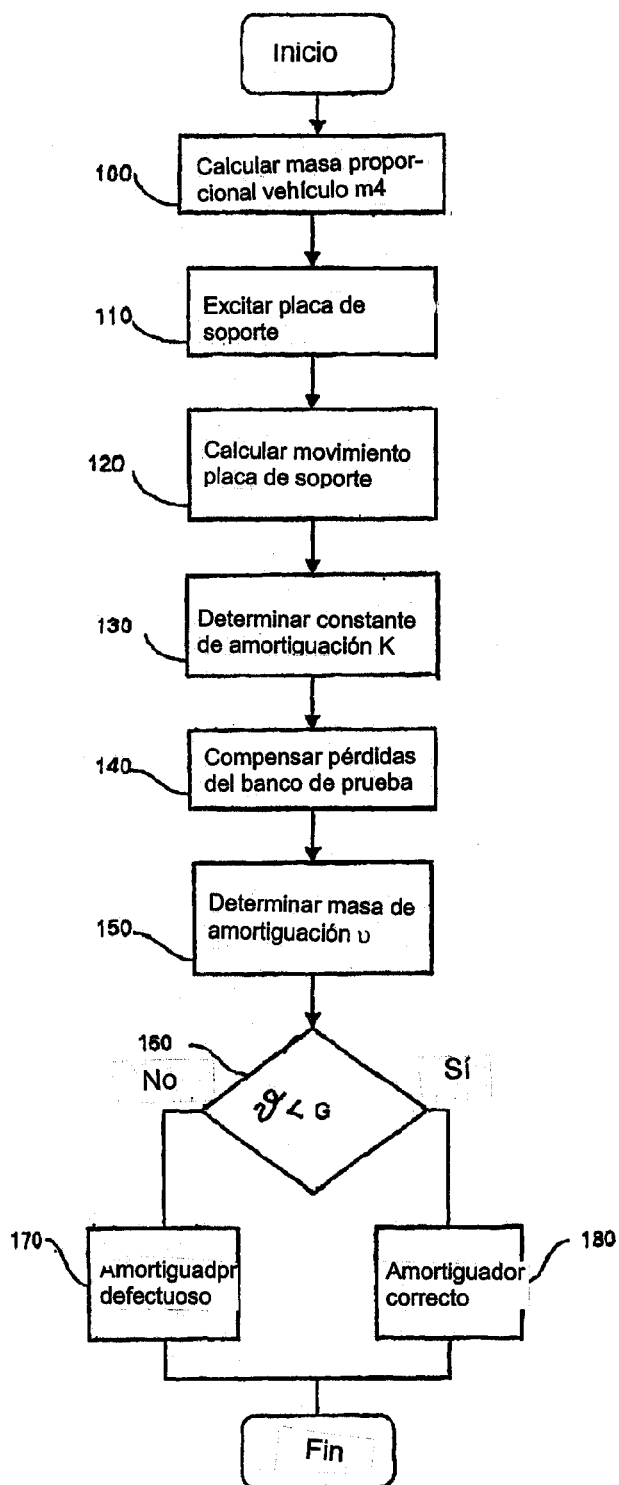 Inicio
100
Calcular masa propor-
cional vehículo m4
110
Excitar placa de
soporte
120
Calcular movimiento
placa de soporte
130
Determinar constante
de amortiguación K
140
Compensar pérdidas
del banco de prueba
150
Determinar masa de
amortiguación υ
160
No
Sí
ϑ < G
170
Amortiguador
defectuoso
180
Amortiguador
correcto
Fin